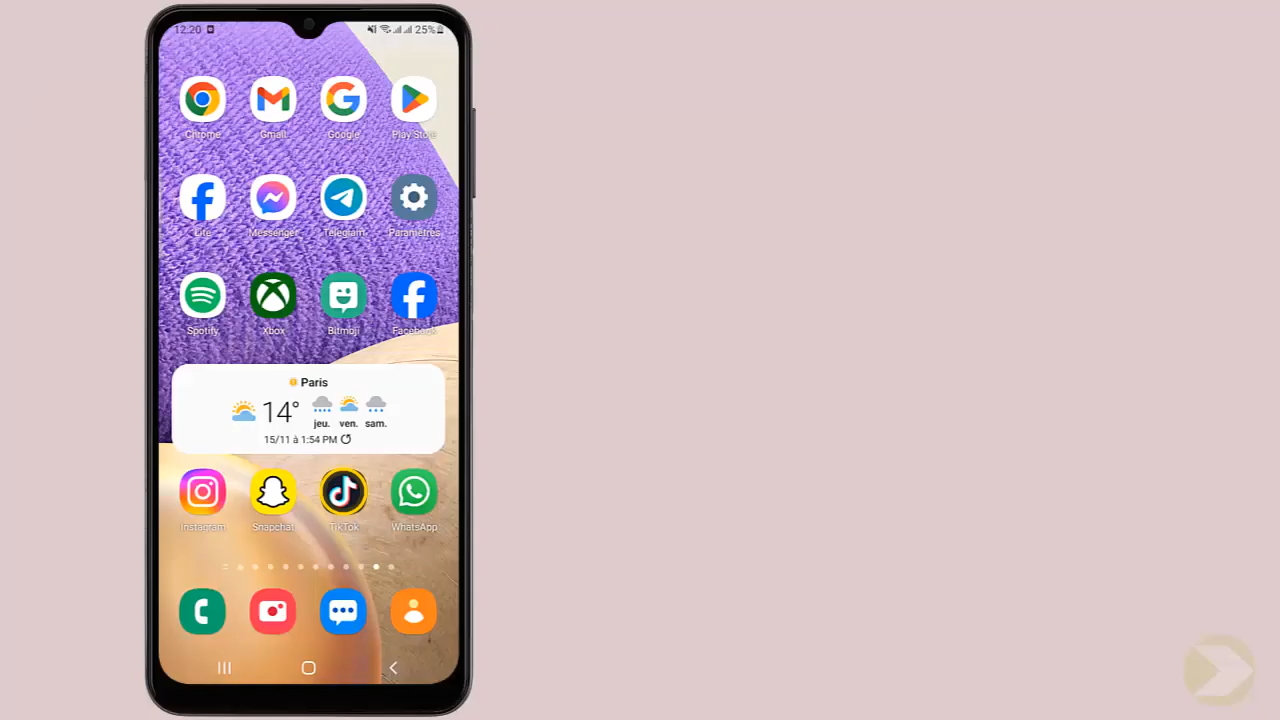 12.20 25%
Chrome Gmail Google Play Store
Lite Messenger Telegram Paramètres
Spotify Xbox Bitmoji Facebook
Paris
14°
jeu. ven. sam.
15/11 à 1:54 PM
Instagram Snapchat TikTok WhatsApp